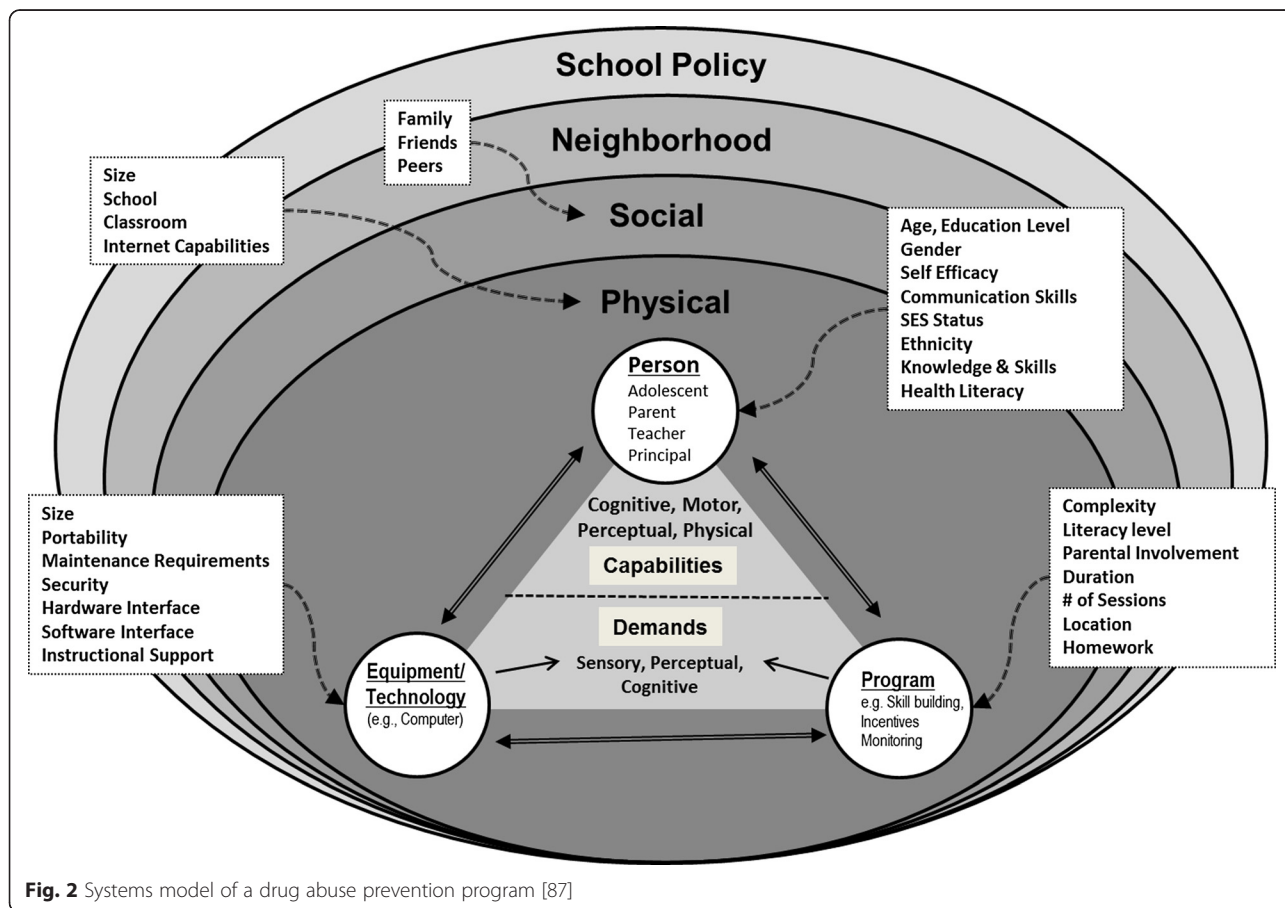 School Policy
Family
Friends
Peers
Neighborhood
Size
School
Classroom
Internet Capabilities
Social
Age, Education Level
Gender
Self Efficacy
Communication Skills
SES Status
Ethnicity
Knowledge & Skills
Health Literacy
Physical
Person
Adolescent
Parent
Teacher
Principal
Cognitive, Motor,
Perceptual, Physical
Capabilities
Demands
Sensory, Perceptual,
Cognitive
Size
Portability
Maintenance Requirements
Security
Hardware Interface
Software Interface
Instructional Support
Complexity
Literacy level
Parental Involvement
Duration
# of Sessions
Location
Homework
Equipment/
Technology
(e.g., Computer)
Program
e.g. Skill building,
Incentives
Monitoring
Fig. 2 Systems model of a drug abuse prevention program [87]